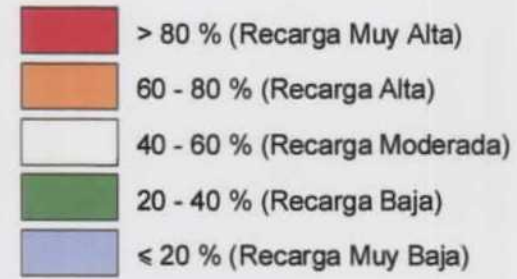 > 80 % (Recarga Muy Alta)
60 - 80 % (Recarga Alta)
40 - 60 % (Recarga Moderada)
20 - 40 % (Recarga Baja)
≤ 20 % (Recarga Muy Baja)